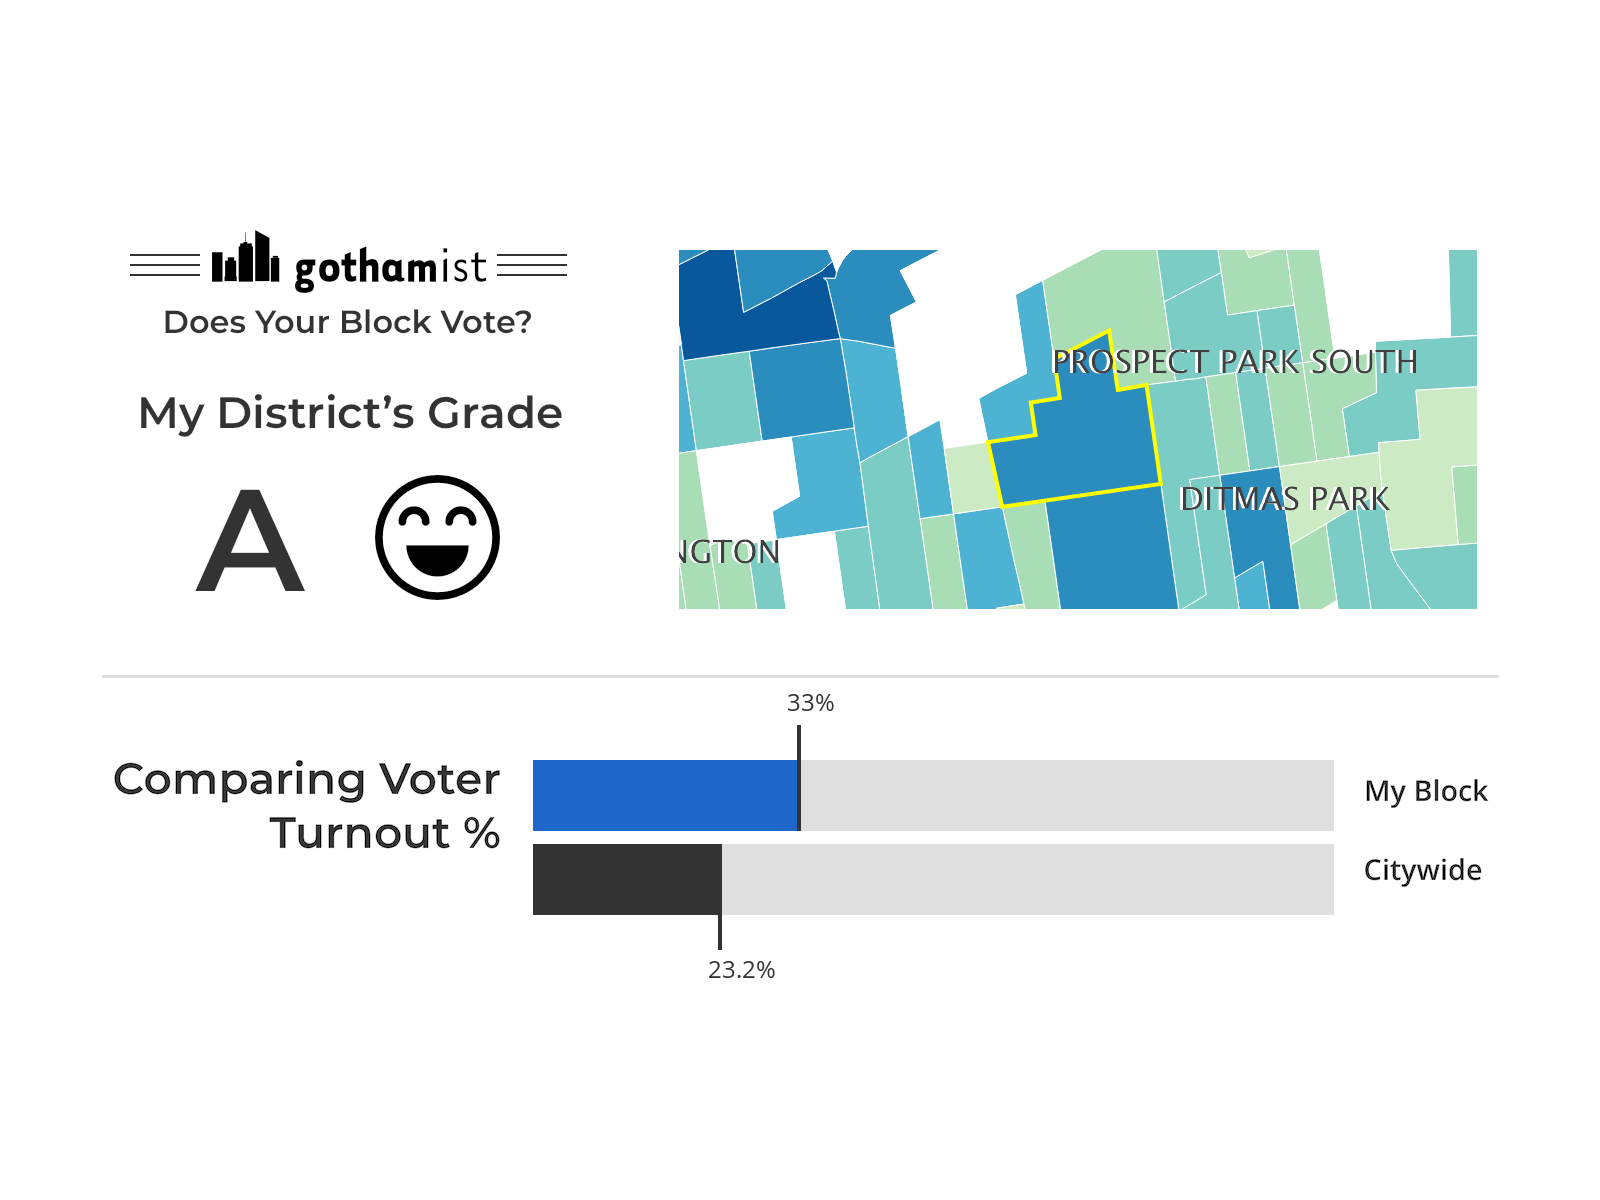 gothamist
Does Your Block Vote?
My District's Grade
A
PROSPECT PARK SOUTH
DITMAS PARK
NGTON
33%
Comparing Voter
Turnout %
My Block
Citywide
23.2%